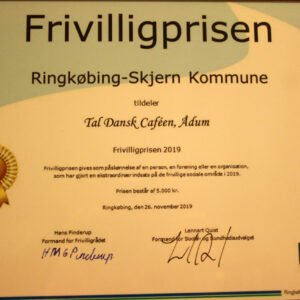 Frivilligprisen
Ringkøbing-Skjern Kommune
tildeler
Tal Dansk Caféen, Ådum
Frivilligprisen 2019
Frivilligprisen gives som påskønnelse af en person, en forening eller en organisation,
som har gjort en ekstraordinær indsats på de frivillige sociale område i 2019.
Prisen består af 5.000 kr.
Ringkøbing, den 26. november 2019
Hans Pinderup
Formand for Frivilligrådet
HMGPinderup
Lennart Qvist
Formand for Social- og Sundhedsudvalget